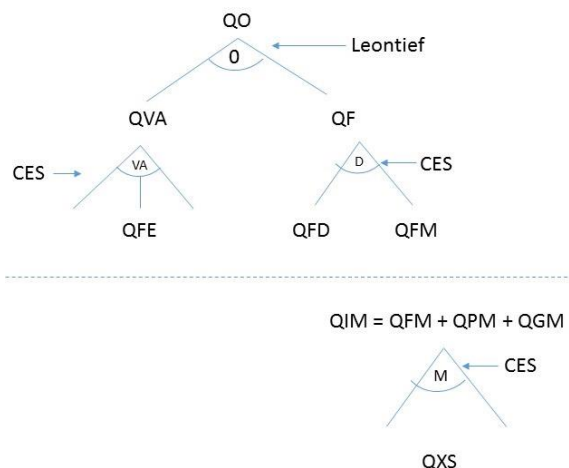 QO
Leontief
0
QVA
QF
CES
VA
D
CES
QFE
QFD
QFM
QIM = QFM + QPM + QGM
CES
M
QXS